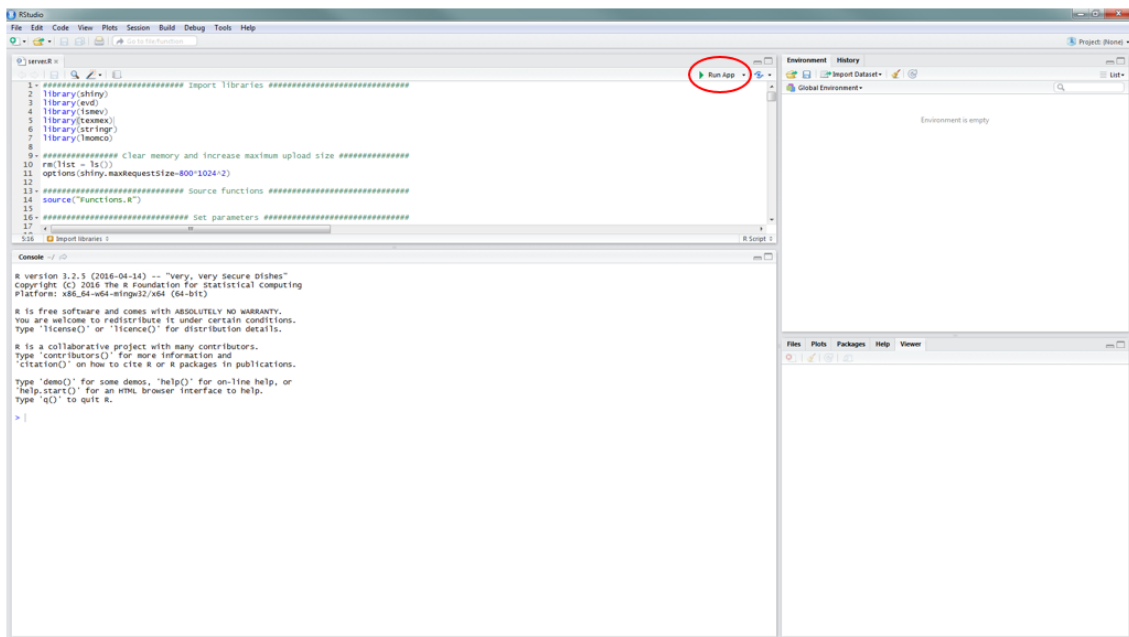 RStudio
File Edit Code View Plots Session Build Debug Tools Help
Go to file/function
Project: (None)
server.R
Run App
1 ############################## Import libraries ##############################
2 library(shiny)
3 library(evd)
4 library(ismev)
5 library(texmex)
6 library(stringr)
7 library(lmomco)
8
9 ################ Clear memory and increase maximum upload size ###############
10 rm(list = ls())
11 options(shiny.maxRequestSize=800*1024^2)
12
13 ############################## Source functions ##############################
14 source("Functions.R")
15
16 ############################### Set parameters ###############################
17
5:16 Import libraries R Script
Console ~/
R version 3.2.5 (2016-04-14) -- "Very, Very Secure Dishes"
Copyright (C) 2016 The R Foundation for Statistical Computing
Platform: x86_64-w64-mingw32/x64 (64-bit)
R is free software and comes with ABSOLUTELY NO WARRANTY.
You are welcome to redistribute it under certain conditions.
Type 'license()' or 'licence()' for distribution details.
R is a collaborative project with many contributors.
Type 'contributors()' for more information and
'citation()' on how to cite R or R packages in publications.
Type 'demo()' for some demos, 'help()' for on-line help, or
'help.start()' for an HTML browser interface to help.
Type 'q()' to quit R.
>
Environment History
Import Dataset List
Global Environment
Environment is empty
Files Plots Packages Help Viewer